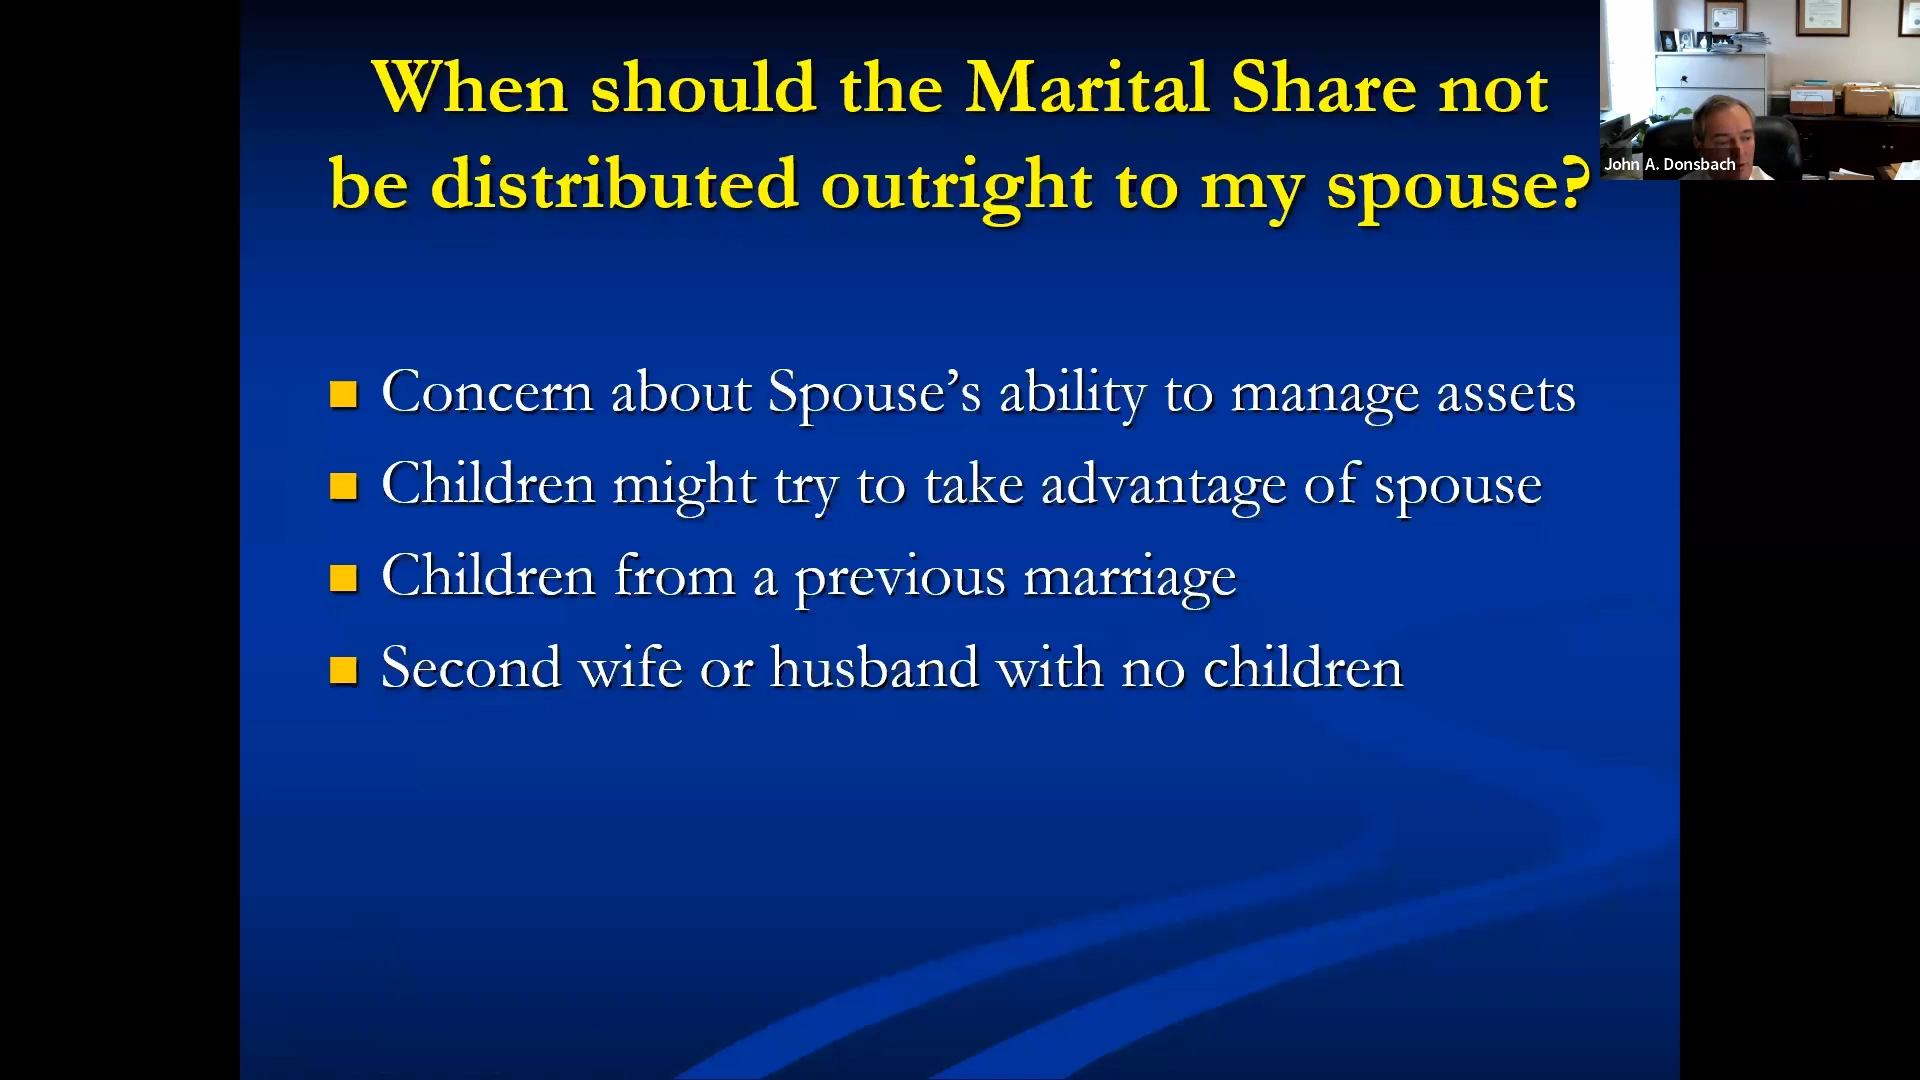 When should the Marital Share not
be distributed outright to my spouse?
John A. Donsbach
Concern about Spouse’s ability to manage assets
Children might try to take advantage of spouse
Children from a previous marriage
Second wife or husband with no children